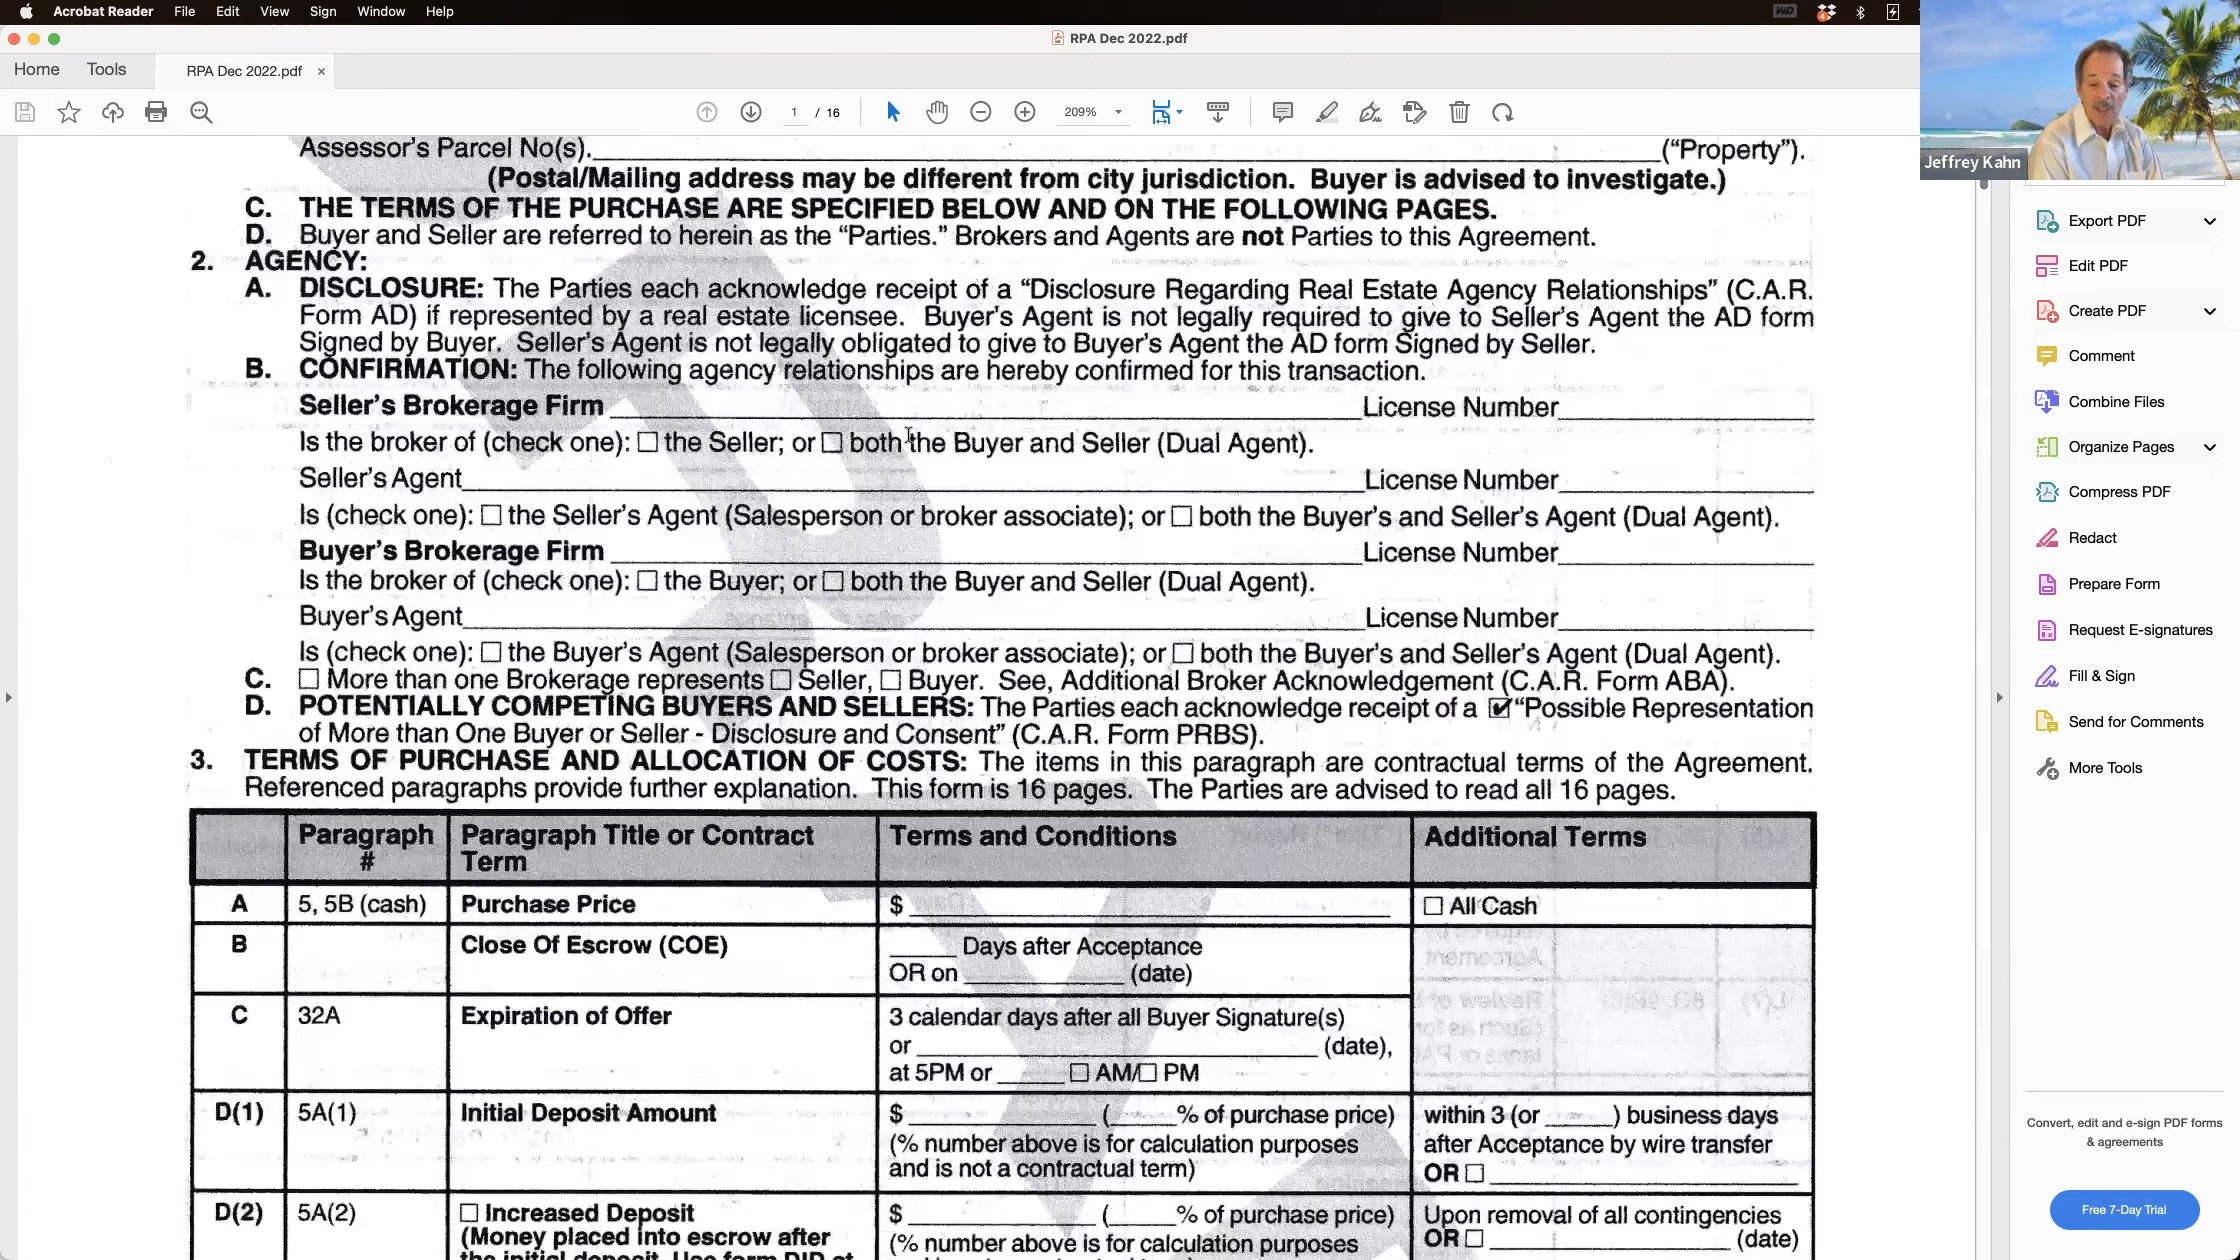 Acrobat Reader File Edit View Sign Window Help
RPA Dec 2022.pdf
Home Tools RPA Dec 2022.pdf ×
1 / 16 209%
Jeffrey Kahn
Assessor's Parcel No(s). ("Property").
(Postal/Mailing address may be different from city jurisdiction. Buyer is advised to investigate.)
C. THE TERMS OF THE PURCHASE ARE SPECIFIED BELOW AND ON THE FOLLOWING PAGES.
D. Buyer and Seller are referred to herein as the "Parties." Brokers and Agents are not Parties to this Agreement.
2. AGENCY:
A. DISCLOSURE: The Parties each acknowledge receipt of a "Disclosure Regarding Real Estate Agency Relationships" (C.A.R.
Form AD) if represented by a real estate licensee. Buyer's Agent is not legally required to give to Seller's Agent the AD form
Signed by Buyer. Seller's Agent is not legally obligated to give to Buyer's Agent the AD form Signed by Seller.
B. CONFIRMATION: The following agency relationships are hereby confirmed for this transaction.
Seller's Brokerage Firm License Number
Is the broker of (check one): ☐ the Seller; or ☐ both the Buyer and Seller (Dual Agent).
Seller's Agent License Number
Is (check one): ☐ the Seller's Agent (Salesperson or broker associate); or ☐ both the Buyer's and Seller's Agent (Dual Agent).
Buyer's Brokerage Firm License Number
Is the broker of (check one): ☐ the Buyer; or ☐ both the Buyer and Seller (Dual Agent).
Buyer's Agent License Number
Is (check one): ☐ the Buyer's Agent (Salesperson or broker associate); or ☐ both the Buyer's and Seller's Agent (Dual Agent).
C. ☐ More than one Brokerage represents ☐ Seller, ☐ Buyer. See, Additional Broker Acknowledgement (C.A.R. Form ABA).
D. POTENTIALLY COMPETING BUYERS AND SELLERS: The Parties each acknowledge receipt of a ☑ "Possible Representation
of More than One Buyer or Seller - Disclosure and Consent" (C.A.R. Form PRBS).
3. TERMS OF PURCHASE AND ALLOCATION OF COSTS: The items in this paragraph are contractual terms of the Agreement.
Referenced paragraphs provide further explanation. This form is 16 pages. The Parties are advised to read all 16 pages.
Paragraph # Paragraph Title or Contract Term Terms and Conditions Additional Terms
A 5, 5B (cash) Purchase Price $ ☐ All Cash
B Close Of Escrow (COE) ____ Days after Acceptance
OR on ____ (date)
C 32A Expiration of Offer 3 calendar days after all Buyer Signature(s)
or ____ (date),
at 5PM or ____ ☐ AM/☐ PM
D(1) 5A(1) Initial Deposit Amount $ ____ (____% of purchase price) within 3 (or ____) business days
(% number above is for calculation purposes after Acceptance by wire transfer
and is not a contractual term) OR ☐
D(2) 5A(2) ☐ Increased Deposit $ ____ (____% of purchase price) Upon removal of all contingencies
(Money placed into escrow after (% number above is for calculation purposes OR ☐ ____ (date)
Export PDF
Edit PDF
Create PDF
Comment
Combine Files
Organize Pages
Compress PDF
Redact
Prepare Form
Request E-signatures
Fill & Sign
Send for Comments
More Tools
Convert, edit and e-sign PDF forms
& agreements
Free 7-Day Trial